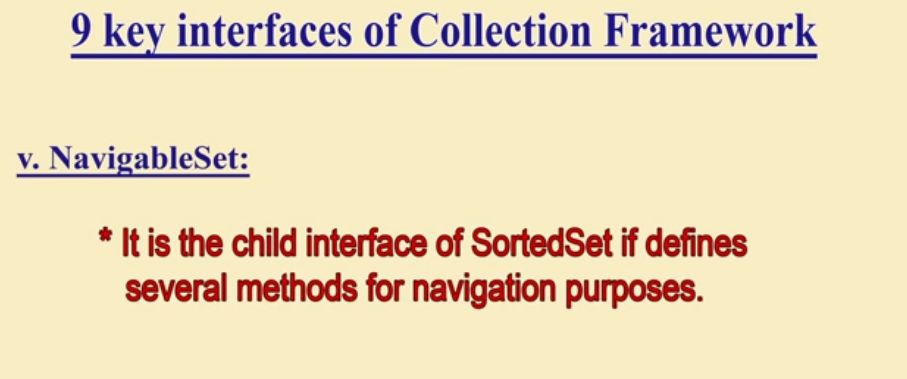 9 key interfaces of Collection Framework
v. NavigableSet:
* It is the child interface of SortedSet if defines
several methods for navigation purposes.